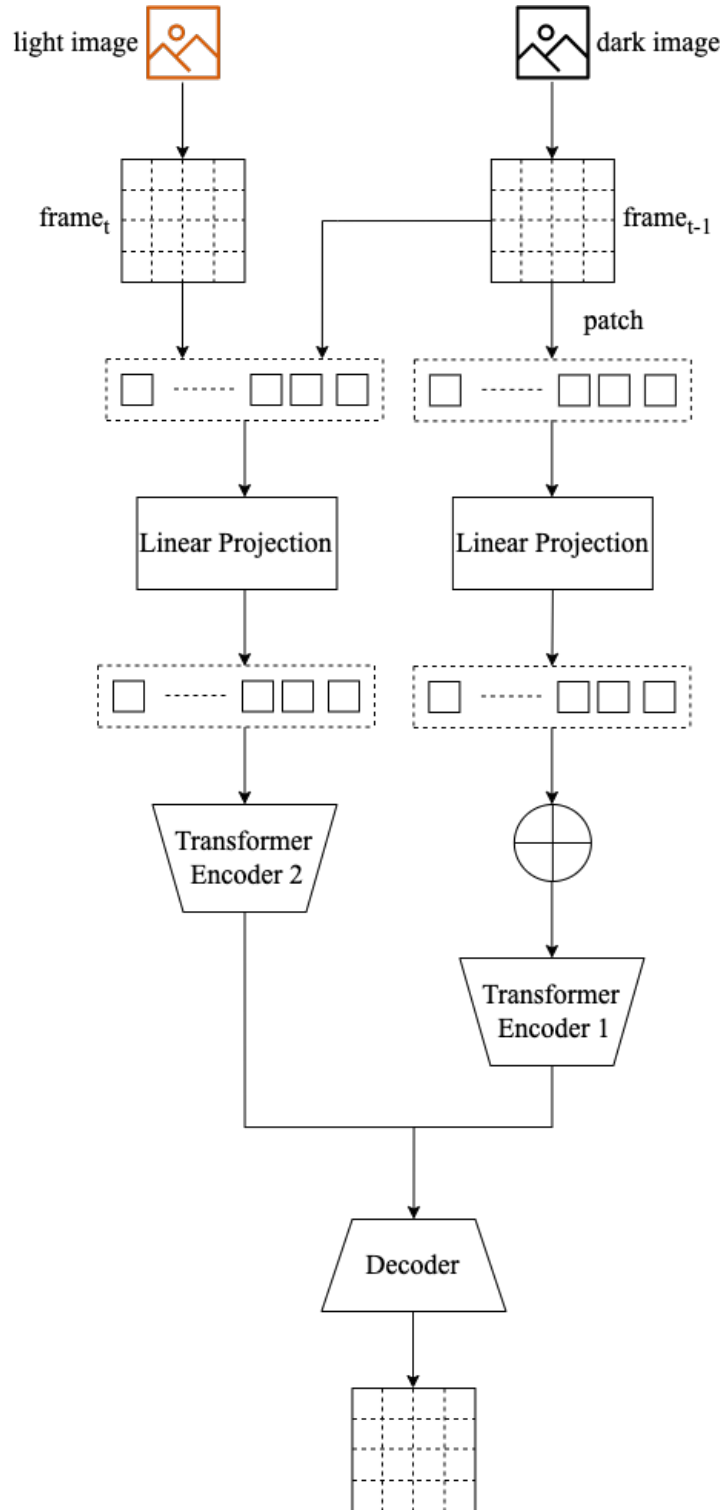 light image
dark image
frame_t
frame_t-1
patch
Linear Projection
Linear Projection
Transformer
Encoder 2
Transformer
Encoder 1
Decoder